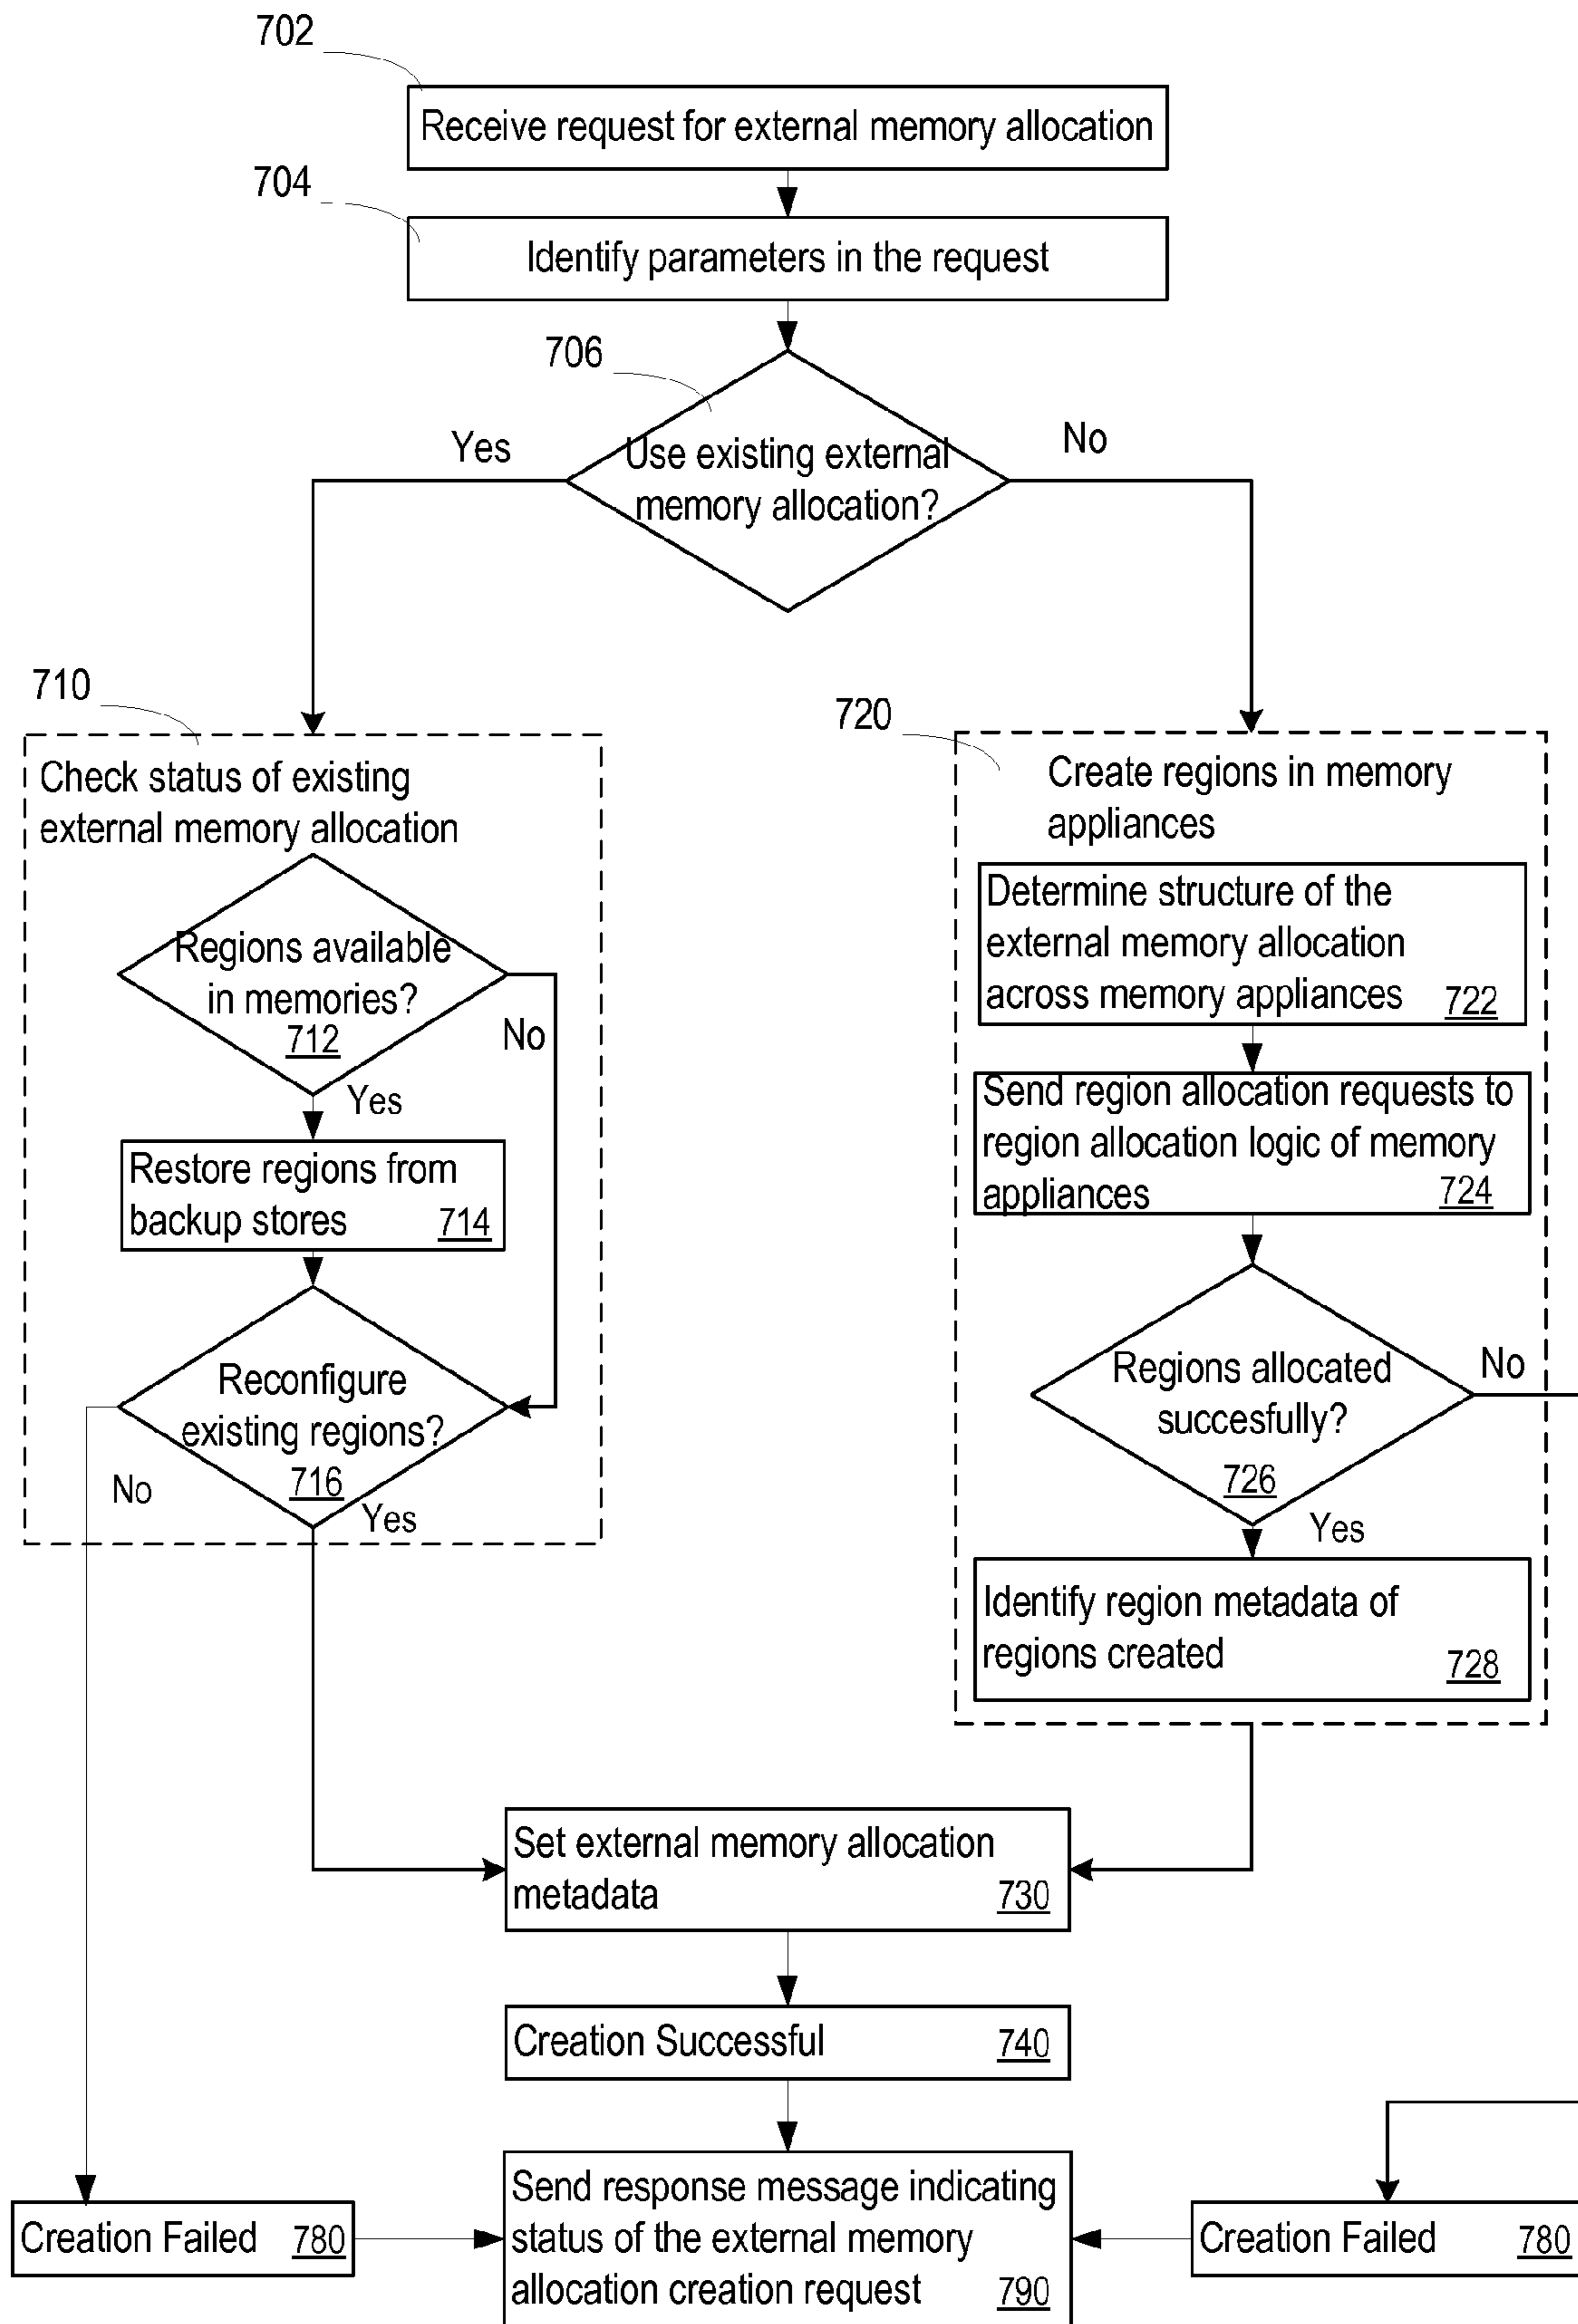 702
Receive request for external memory allocation
704
Identify parameters in the request
706
Yes
No
Use existing external
memory allocation?
710
Check status of existing
external memory allocation
Regions available
in memories?
712
No
Yes
Restore regions from
backup stores 714
Reconfigure
existing regions?
716
No
Yes
720
Create regions in memory
appliances
Determine structure of the
external memory allocation
across memory appliances 722
Send region allocation requests to
region allocation logic of memory
appliances 724
Regions allocated
succesfully?
726
No
Yes
Identify region metadata of
regions created 728
Set external memory allocation
metadata 730
Creation Successful 740
Creation Failed 780
Send response message indicating
status of the external memory
allocation creation request 790
Creation Failed 780